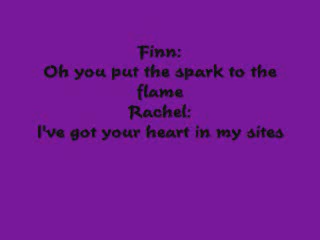 Finn:
Oh you put the spark to the
flame
Rachel:
I've got your heart in my sites